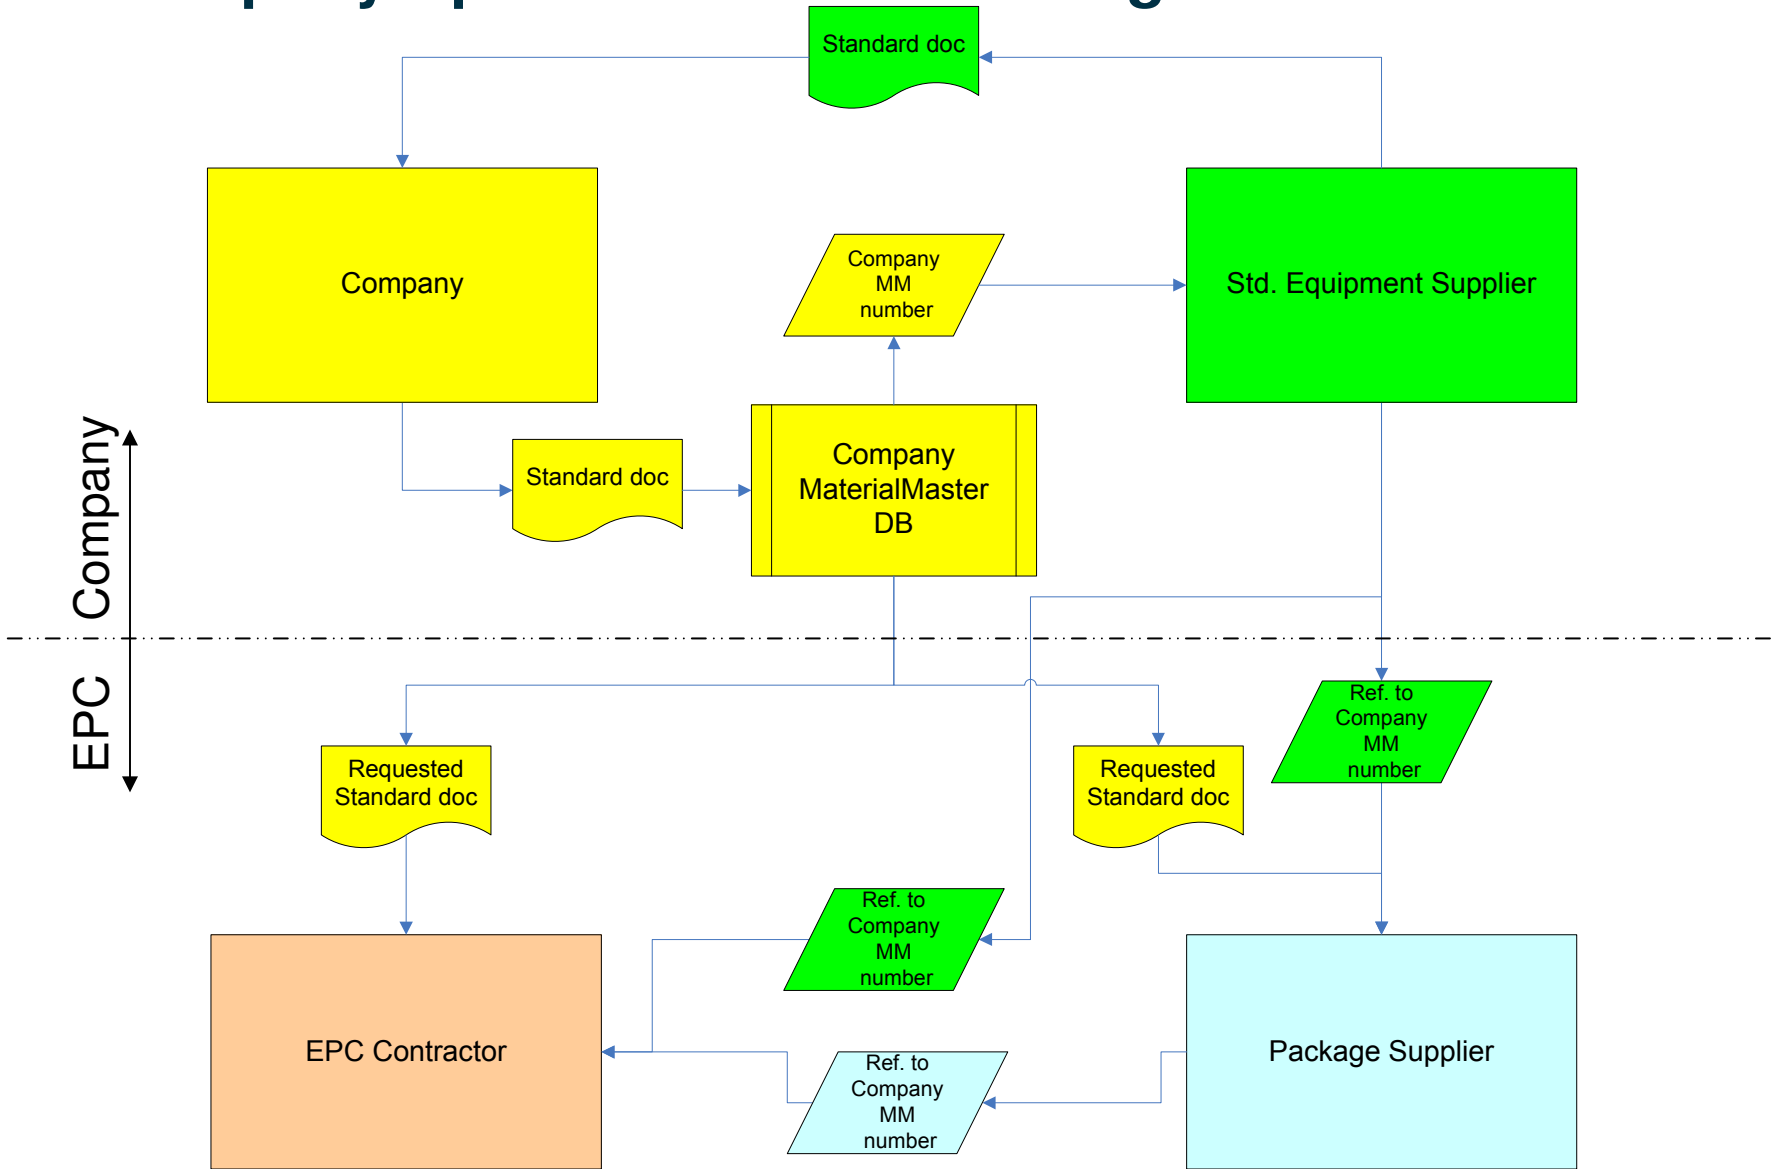 Standard doc
Company
Company
MM
number
Std. Equipment Supplier
Standard doc
Company
MaterialMaster
DB
Company
EPC
Requested
Standard doc
Requested
Standard doc
Ref. to
Company
MM
number
Ref. to
Company
MM
number
EPC Contractor
Ref. to
Company
MM
number
Package Supplier